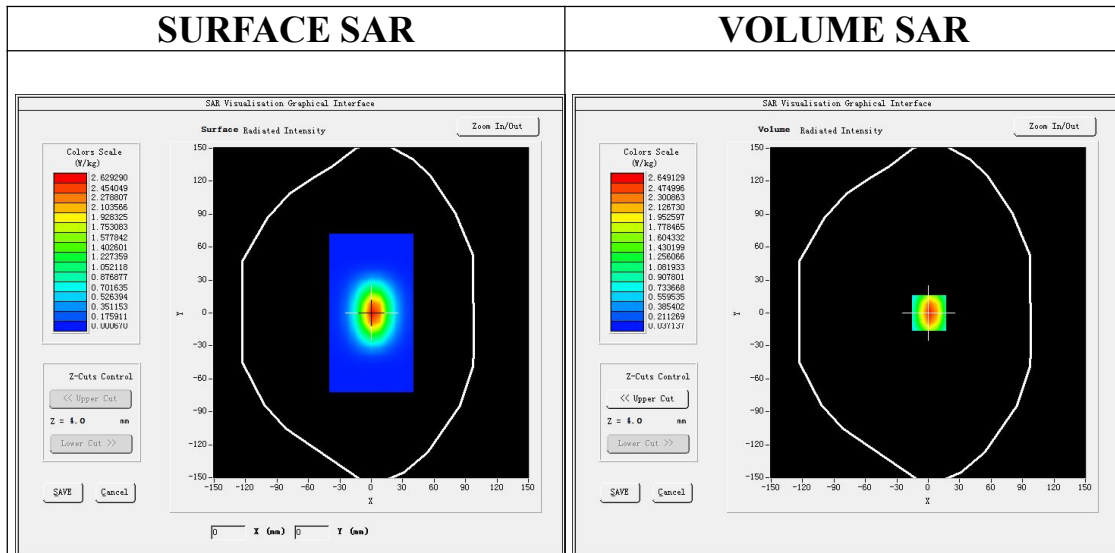 SURFACE SAR
VOLUME SAR
SAR Visualisation Graphical Interface
Surface Radiated Intensity
Zoom In/Out
Colors Scale
(W/kg)
2.629290
2.454049
2.278807
2.103566
1.928325
1.753083
1.577842
1.402601
1.227359
1.052118
0.876877
0.701635
0.526394
0.351153
0.175911
0.000670
Z-Cuts Control
<< Upper Cut
Z = 4.0 mm
Lower Cut >>
SAVE Cancel
150
120
90
60
30
0
-30
-60
-90
-120
-150
Y
-150 -120 -90 -60 -30 0 30 60 90 120 150
X
0 X (mm) 0 Y (mm)
SAR Visualisation Graphical Interface
Volume Radiated Intensity
Zoom In/Out
Colors Scale
(W/kg)
2.649129
2.474996
2.300863
2.126730
1.952597
1.778465
1.604332
1.430199
1.256066
1.081933
0.907801
0.733668
0.559535
0.385402
0.037137
Z-Cuts Control
<< Upper Cut
Z = 4.0 mm
Lower Cut >>
SAVE Cancel
150
120
90
60
30
0
-30
-60
-90
-120
-150
Y
-150 -120 -90 -60 -30 0 30 60 90 120 150
X